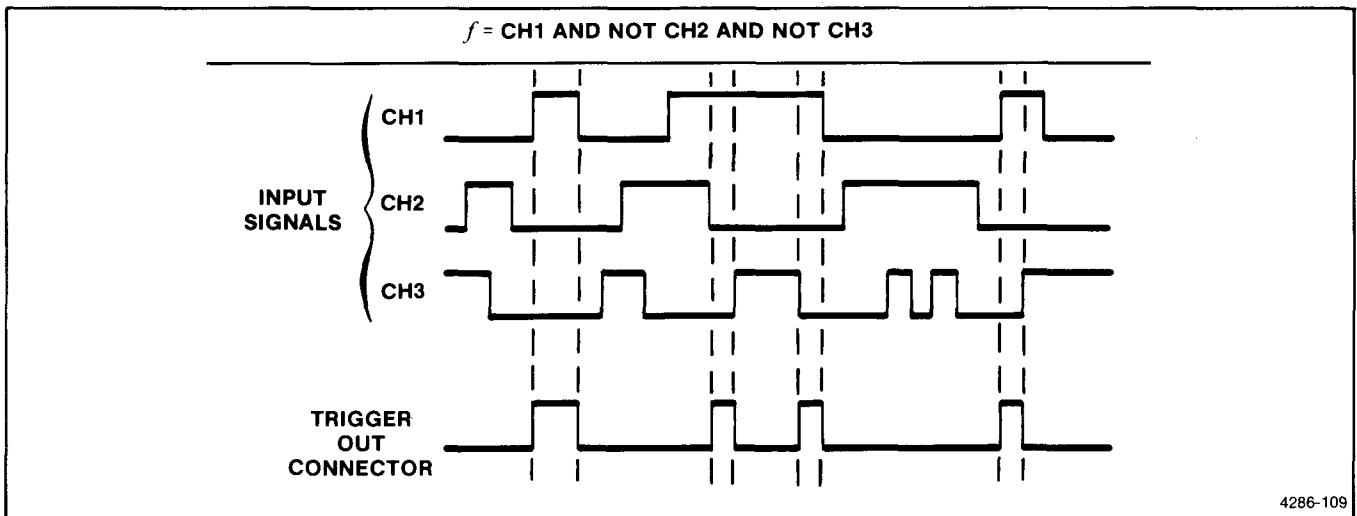 f = CH1 AND NOT CH2 AND NOT CH3
CH1
INPUT
SIGNALS
CH2
CH3
TRIGGER
OUT
CONNECTOR
4286-109